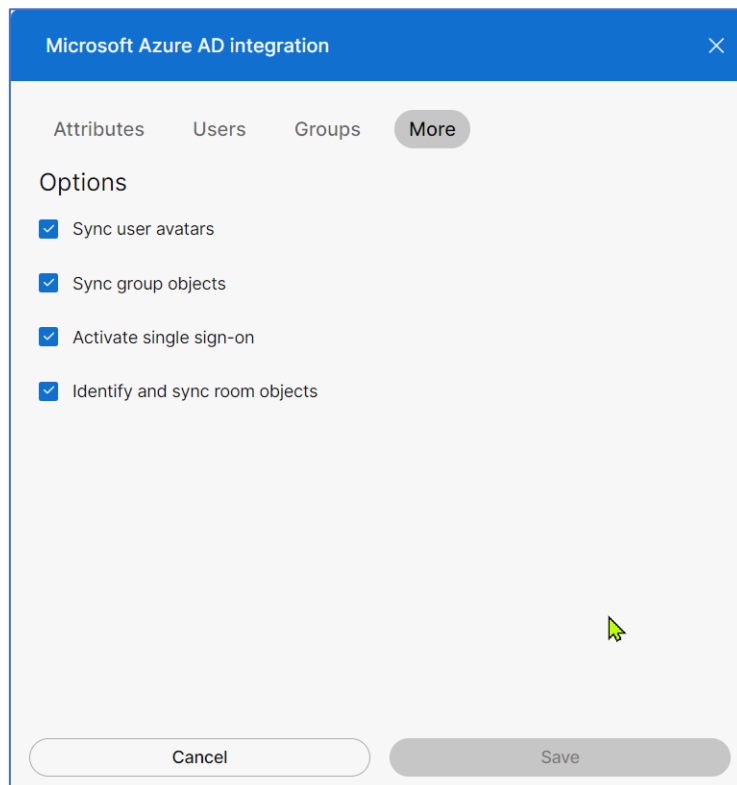 Microsoft Azure AD integration
Attributes Users Groups More
Options
Sync user avatars
Sync group objects
Activate single sign-on
Identify and sync room objects
Cancel Save